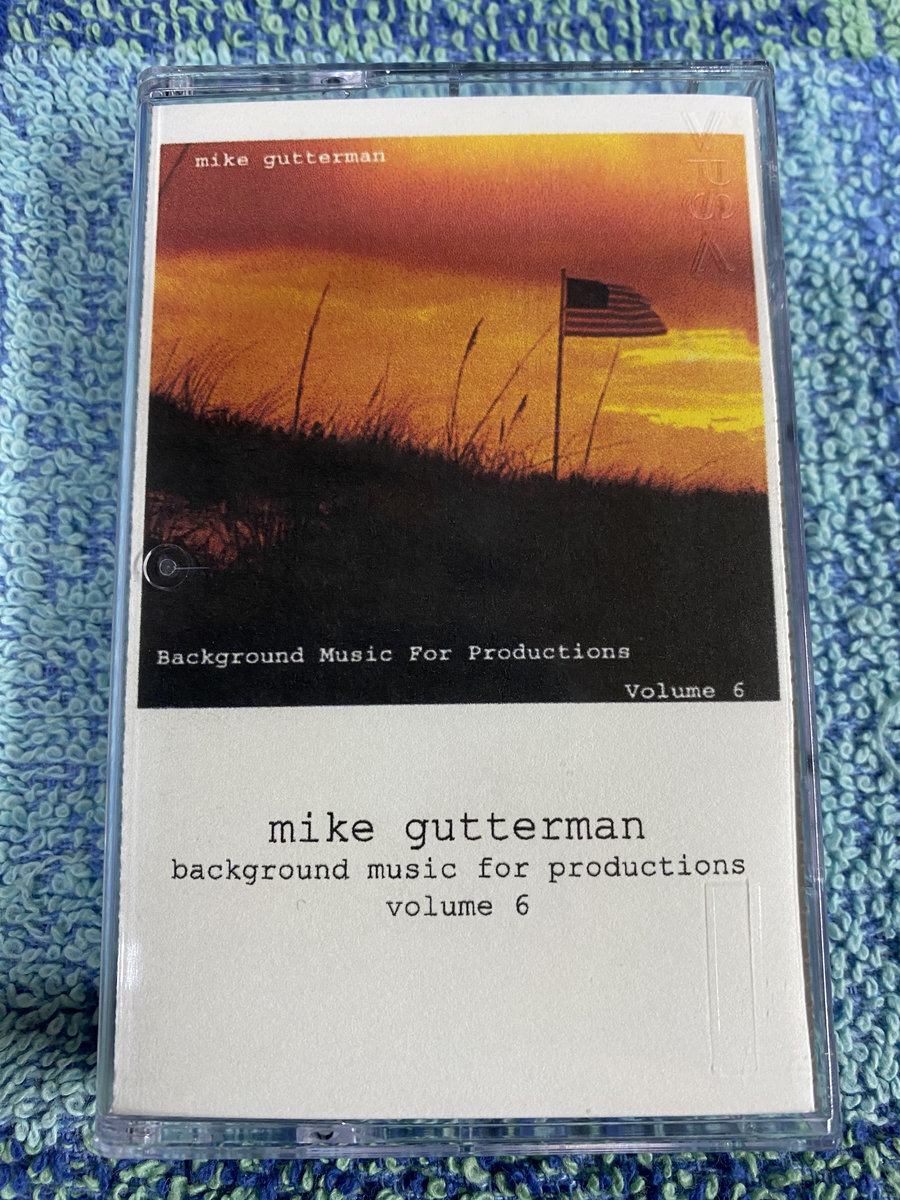 mike gutterman
Background Music For Productions
Volume 6
mike gutterman
background music for productions
volume 6